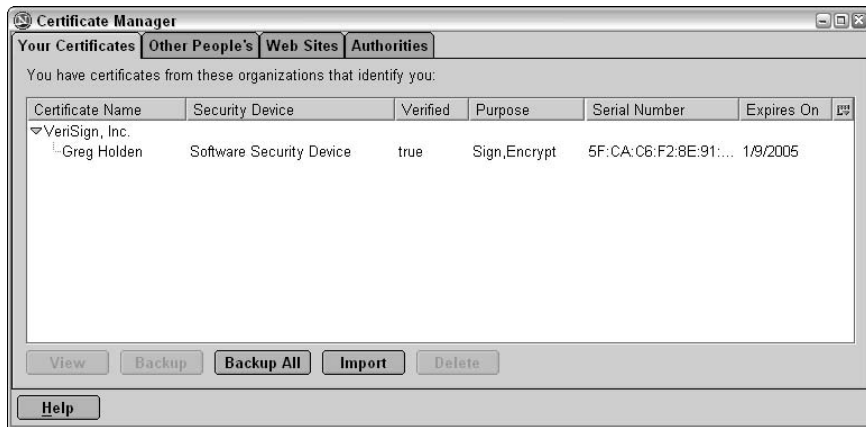 Certificate Manager
Your Certificates Other People's Web Sites Authorities
You have certificates from these organizations that identify you:
Certificate Name Security Device Verified Purpose Serial Number Expires On
VeriSign, Inc.
Greg Holden Software Security Device true Sign,Encrypt 5F:CA:C6:F2:8E:91:... 1/9/2005
View Backup Backup All Import Delete
Help